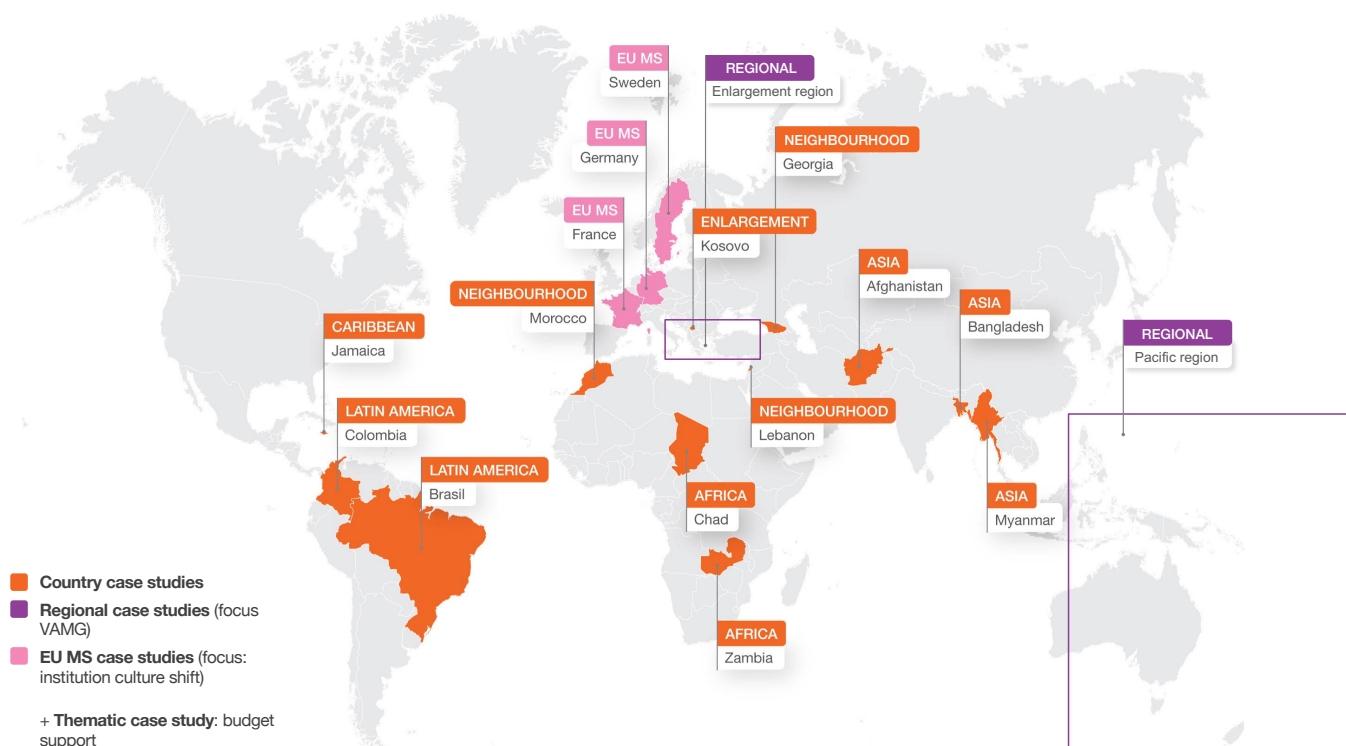 EU MS
Sweden
REGIONAL
Enlargement region
EU MS
Germany
NEIGHBOURHOOD
Georgia
EU MS
France
ENLARGEMENT
Kosovo
ASIA
Afghanistan
NEIGHBOURHOOD
Morocco
ASIA
Bangladesh
CARIBBEAN
Jamaica
REGIONAL
Pacific region
LATIN AMERICA
Colombia
NEIGHBOURHOOD
Lebanon
LATIN AMERICA
Brasil
AFRICA
Chad
ASIA
Myanmar
AFRICA
Zambia
Country case studies
Regional case studies (focus
VAMG)
EU MS case studies (focus:
institution culture shift)
+ Thematic case study: budget
support